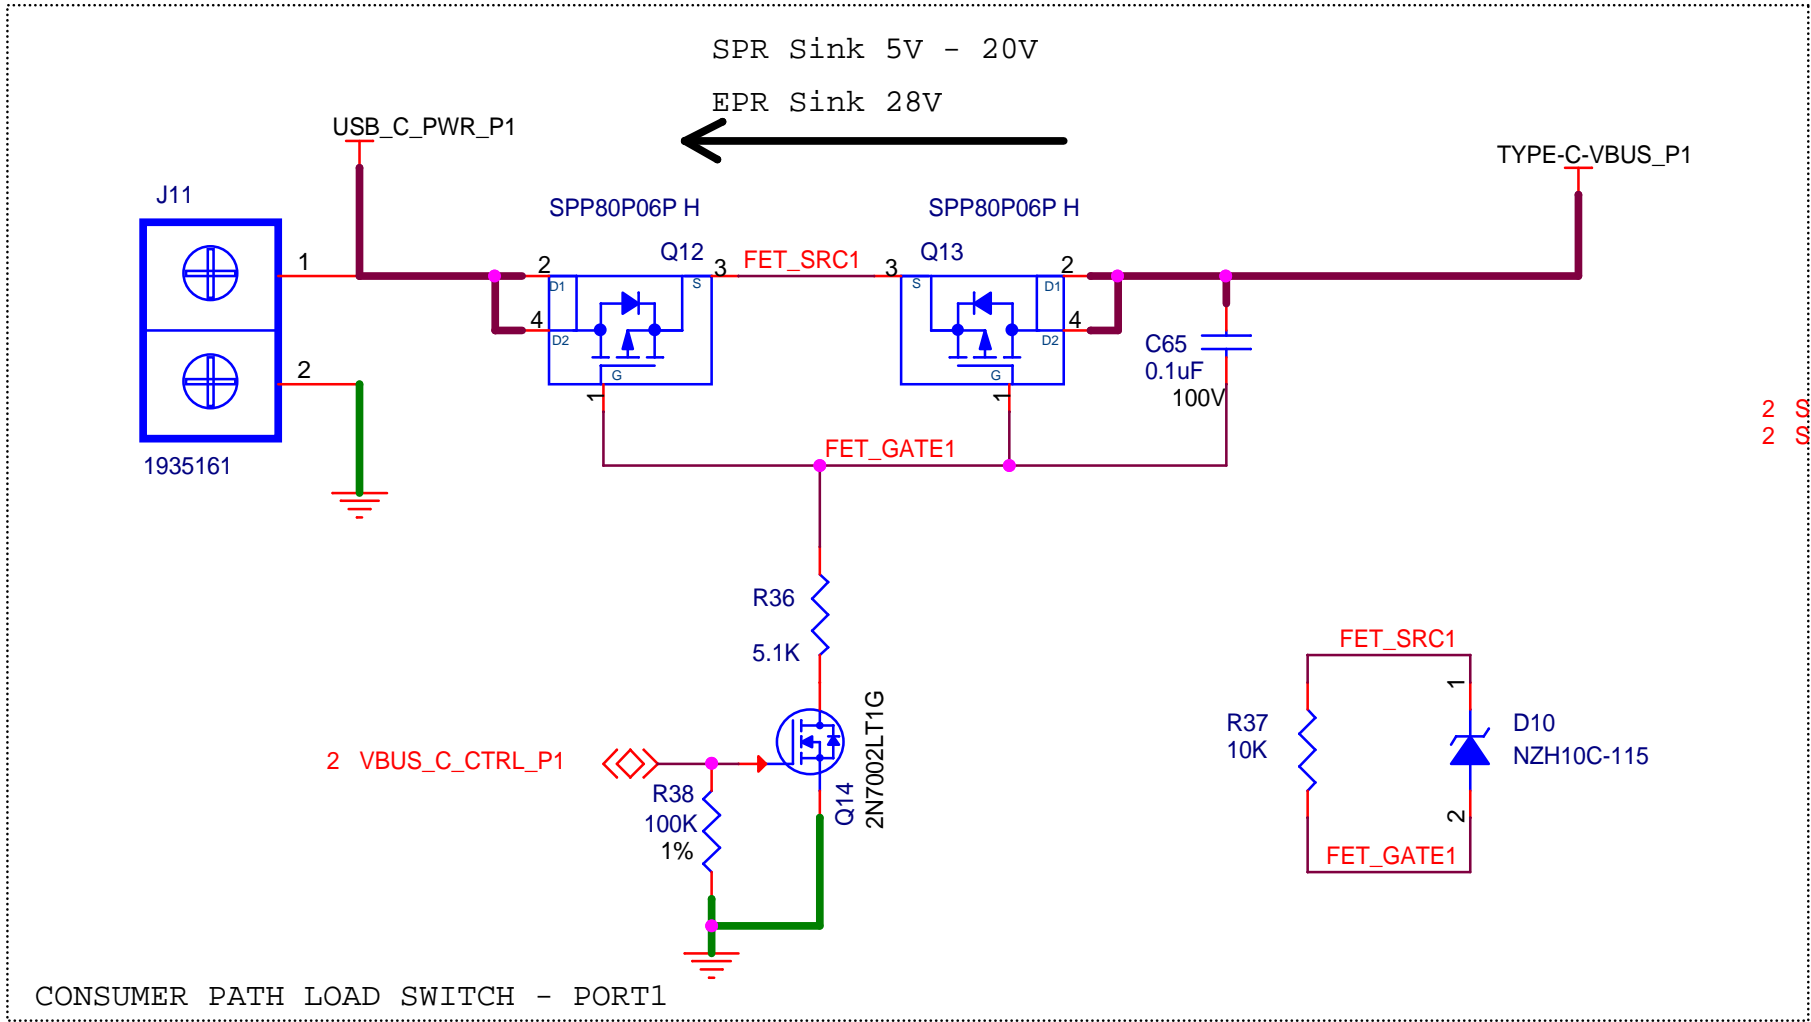 SPR Sink 5V - 20V
EPR Sink 28V
USB_C_PWR_P1
TYPE-C-VBUS_P1
J11
SPP80P06P H
SPP80P06P H
Q12
FET_SRC1
Q13
1
2
3
3
2
D1
S
S
D1
4
4
D2
D2
G
G
2
1
1
C65
0.1uF
100V
1935161
FET_GATE1
2 S
2 S
R36
5.1K
FET_SRC1
1
R37
10K
D10
NZH10C-115
2
FET_GATE1
2 VBUS_C_CTRL_P1
R38
100K
1%
Q14
2N7002LT1G
CONSUMER PATH LOAD SWITCH - PORT1